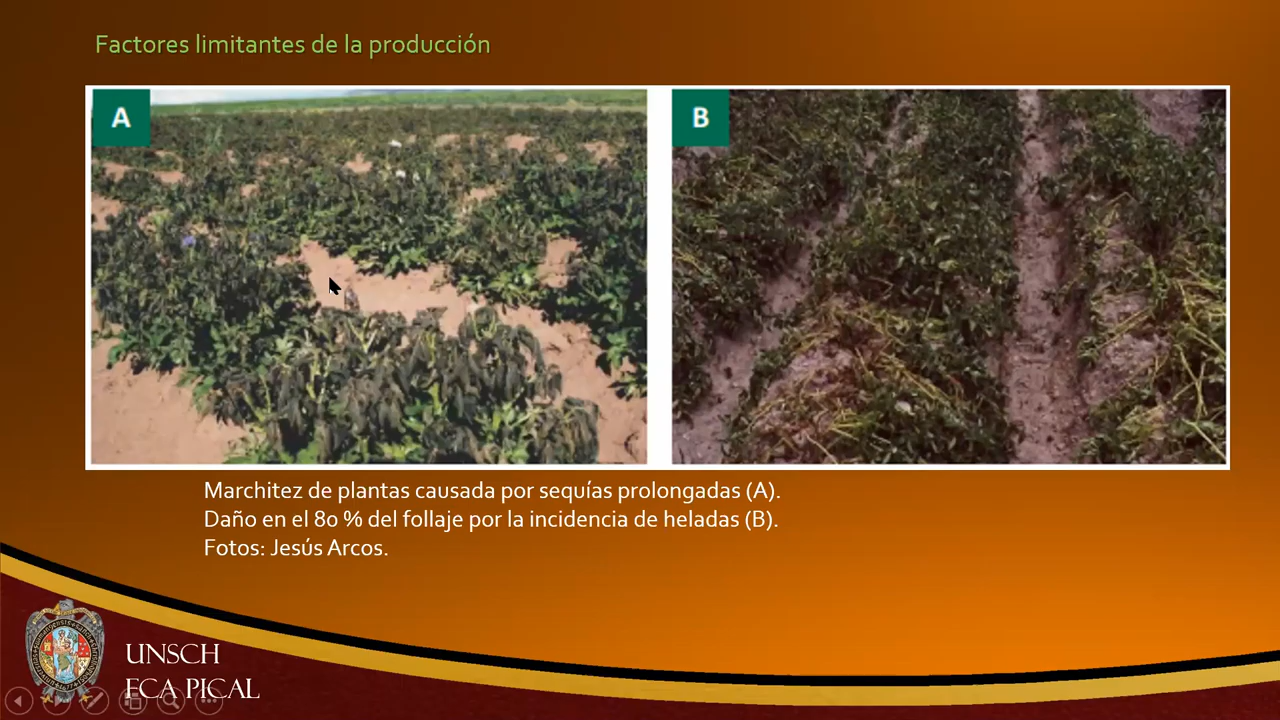 Factores limitantes de la producción
A
B
Marchitez de plantas causada por sequías prolongadas (A).
Daño en el 80 % del follaje por la incidencia de heladas (B).
Fotos: Jesús Arcos.
UNSCH
FCA PICAL